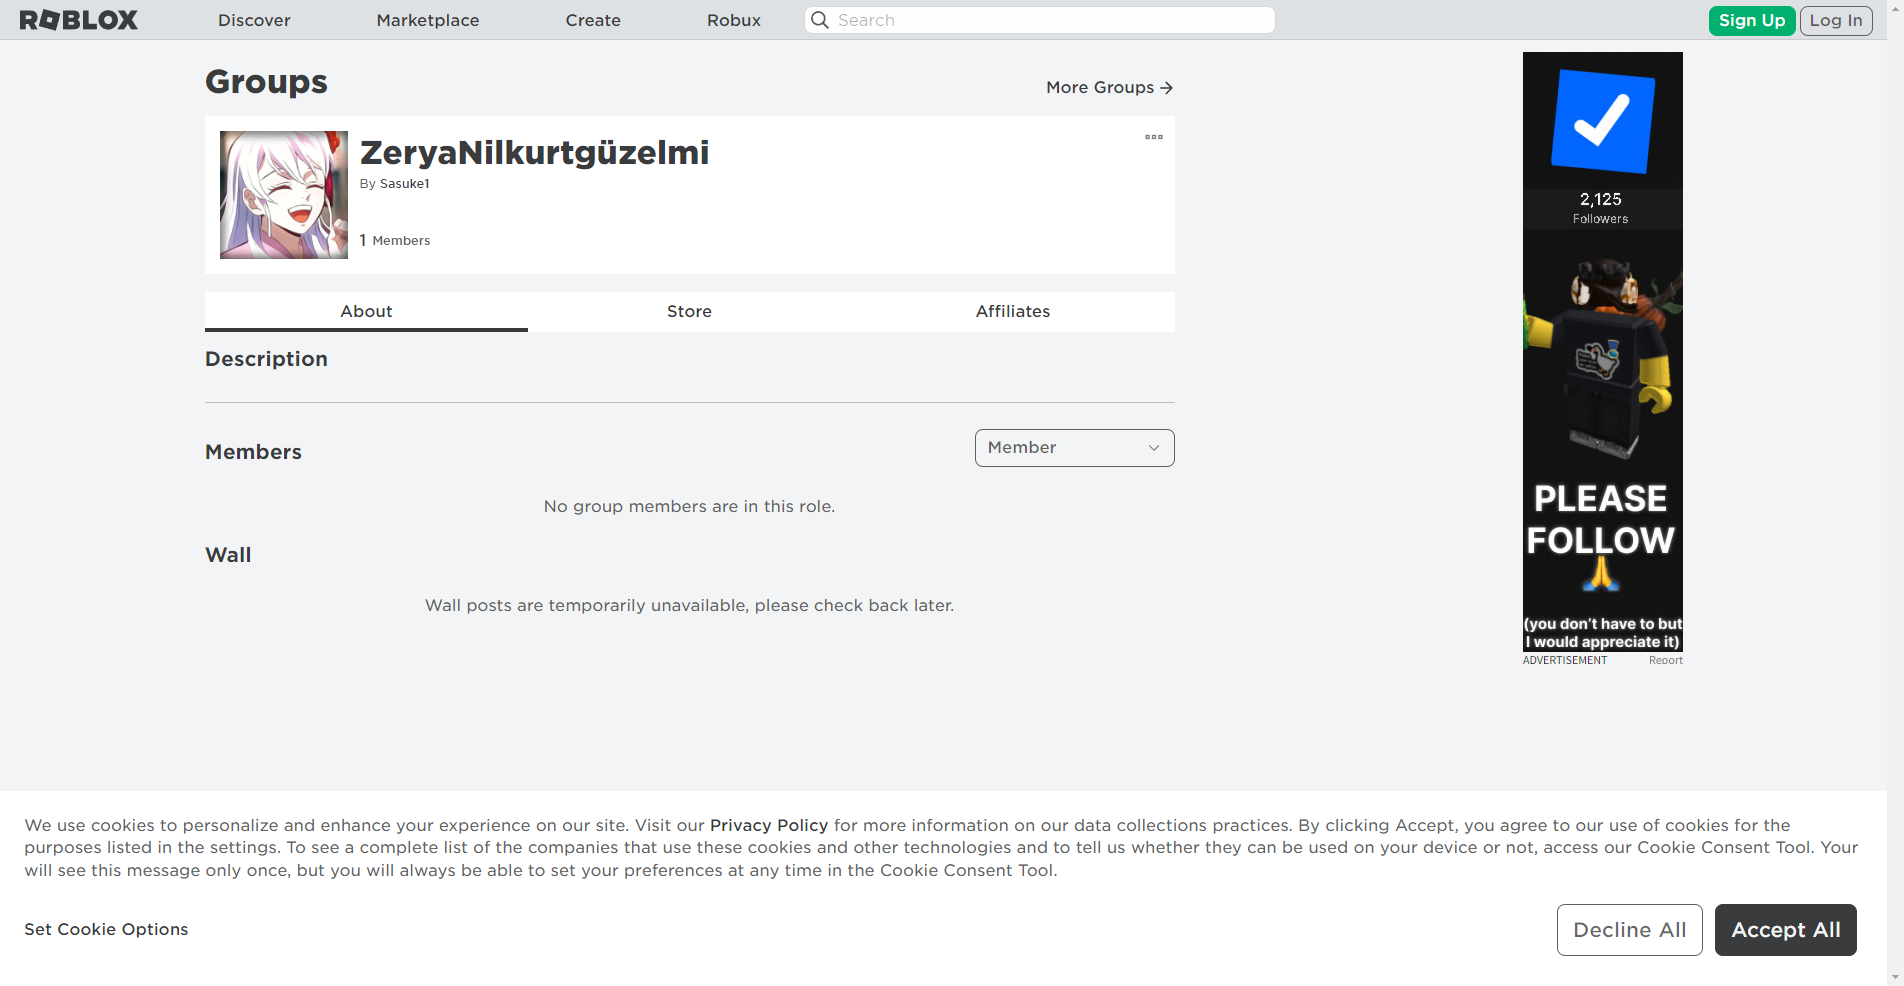 ROBLOX
Discover
Marketplace
Create
Robux
Search
Sign Up
Log In
Groups
More Groups →
ZeryaNilkurtgüzelmi
By Sasuke1
1 Members
About
Store
Affiliates
Description
Members
Member
No group members are in this role.
Wall
Wall posts are temporarily unavailable, please check back later.
2,125
Followers
PLEASE
FOLLOW
(you don't have to but
I would appreciate it)
ADVERTISEMENT
Report
We use cookies to personalize and enhance your experience on our site. Visit our Privacy Policy for more information on our data collections practices. By clicking Accept, you agree to our use of cookies for the
purposes listed in the settings. To see a complete list of the companies that use these cookies and other technologies and to tell us whether they can be used on your device or not, access our Cookie Consent Tool. Your
will see this message only once, but you will always be able to set your preferences at any time in the Cookie Consent Tool.
Set Cookie Options
Decline All
Accept All